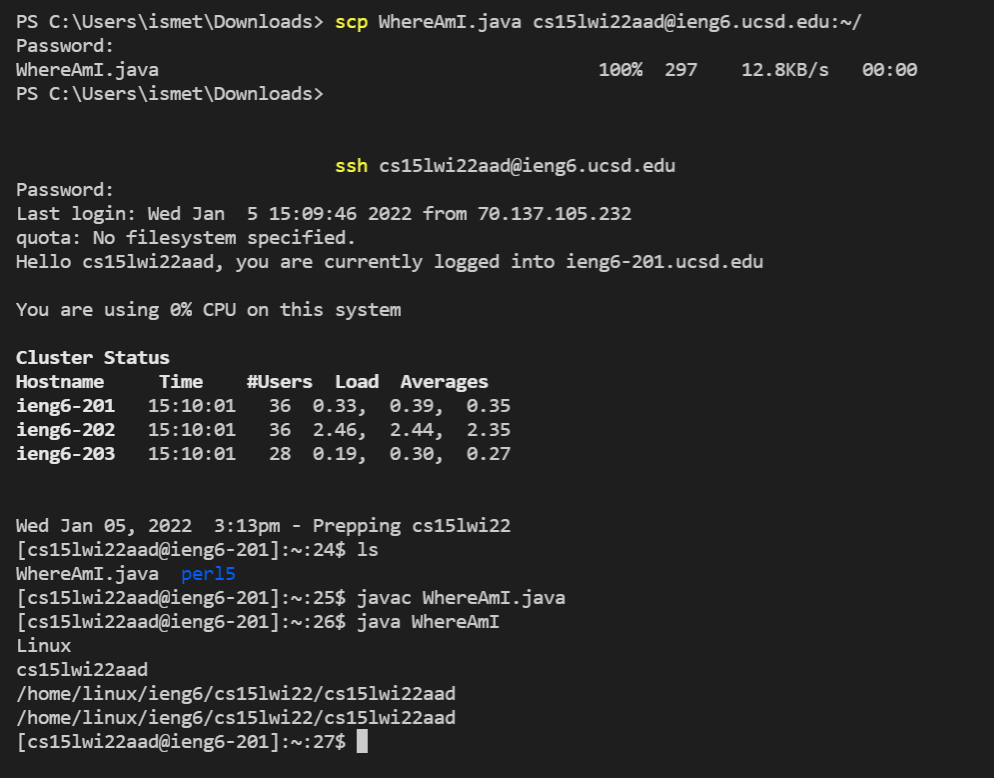 PS C:\Users\ismet\Downloads> scp WhereAmI.java cs15lwi22aad@ieng6.ucsd.edu:~/
Password:
WhereAmI.java                                        100%  297    12.8KB/s   00:00
PS C:\Users\ismet\Downloads>
ssh cs15lwi22aad@ieng6.ucsd.edu
Password:
Last login: Wed Jan  5 15:09:46 2022 from 70.137.105.232
quota: No filesystem specified.
Hello cs15lwi22aad, you are currently logged into ieng6-201.ucsd.edu
You are using 0% CPU on this system
Cluster Status
Hostname     Time    #Users  Load  Averages
ieng6-201   15:10:01   36  0.33,  0.39,  0.35
ieng6-202   15:10:01   36  2.46,  2.44,  2.35
ieng6-203   15:10:01   28  0.19,  0.30,  0.27
Wed Jan 05, 2022  3:13pm - Prepping cs15lwi22
[cs15lwi22aad@ieng6-201]:~:24$ ls
WhereAmI.java  perl5
[cs15lwi22aad@ieng6-201]:~:25$ javac WhereAmI.java
[cs15lwi22aad@ieng6-201]:~:26$ java WhereAmI
Linux
cs15lwi22aad
/home/linux/ieng6/cs15lwi22/cs15lwi22aad
/home/linux/ieng6/cs15lwi22/cs15lwi22aad
[cs15lwi22aad@ieng6-201]:~:27$